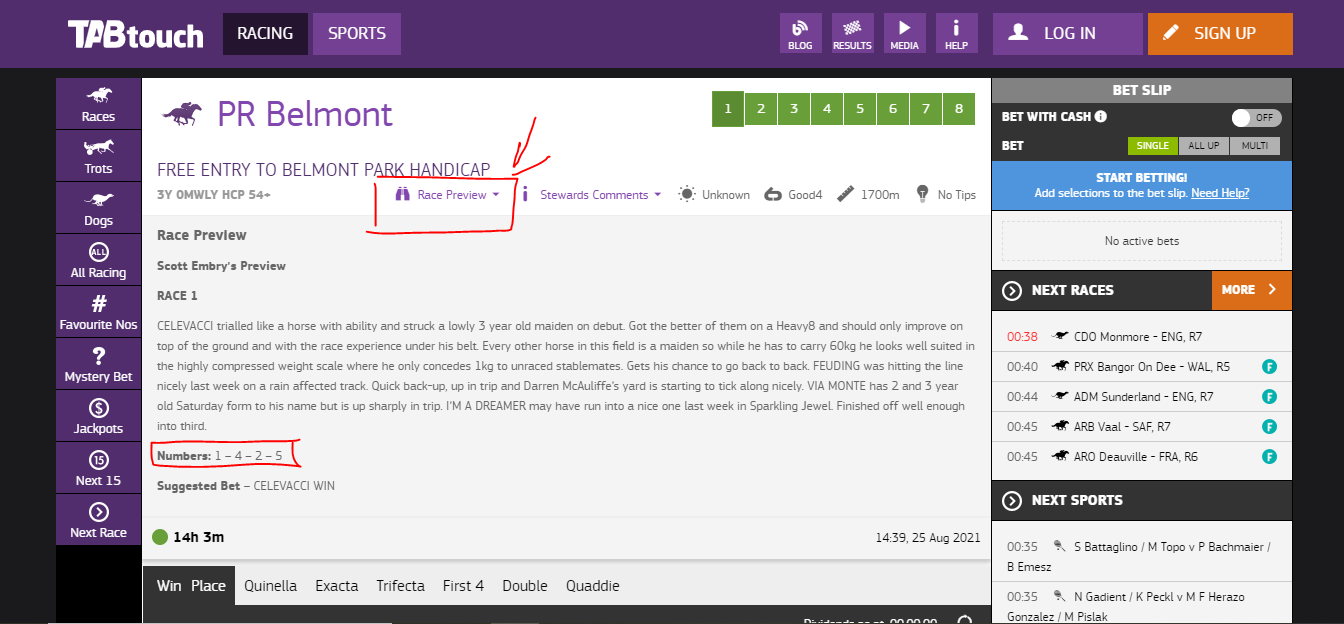 TABtouch
RACING
SPORTS
BLOG
RESULTS
MEDIA
HELP
LOG IN
SIGN UP
Races
Trots
Dogs
ALL
All Racing
#
Favourite Nos
?
Mystery Bet
$
Jackpots
15
Next 15
Next Race
PR Belmont
1 2 3 4 5 6 7 8
FREE ENTRY TO BELMONT PARK HANDICAP
3Y 0MWLY HCP 54+
Race Preview
Stewards Comments
Unknown
Good4
1700m
No Tips
Race Preview
Scott Embry's Preview
RACE 1
CELEVACCI trialled like a horse with ability and struck a lowly 3 year old maiden on debut. Got the better of them on a Heavy8 and should only improve on
top of the ground and with the race experience under his belt. Every other horse in this field is a maiden so while he has to carry 60kg he looks well suited in
the highly compressed weight scale where he only concedes 1kg to unraced stablemates. Gets his chance to go back to back. FEUDING was hitting the line
nicely last week on a rain affected track. Quick back-up, up in trip and Darren McAuliffe's yard is starting to tick along nicely. VIA MONTE has 2 and 3 year
old Saturday form to his name but is up sharply in trip. I'M A DREAMER may have run into a nice one last week in Sparkling Jewel. Finished off well enough
into third.
Numbers: 1 – 4 – 2 – 5
Suggested Bet – CELEVACCI WIN
14h 3m
14:39, 25 Aug 2021
Win Place Quinella Exacta Trifecta First 4 Double Quaddie
Dividends as at 00:00:00
BET SLIP
BET WITH CASH
OFF
BET
SINGLE
ALL UP
MULTI
START BETTING!
Add selections to the bet slip. Need Help?
No active bets
NEXT RACES
MORE
00:38 CDO Monmore - ENG, R7
00:40 PRX Bangor On Dee - WAL, R5 F
00:44 ADM Sunderland - ENG, R7 F
00:45 ARB Vaal - SAF, R7 F
00:45 ARO Deauville - FRA, R6 F
NEXT SPORTS
00:35 S Battaglino / M Topo v P Bachmaier /
B Emesz
00:35 N Gadient / K Peckl v M F Herazo
Gonzalez / M Pislak